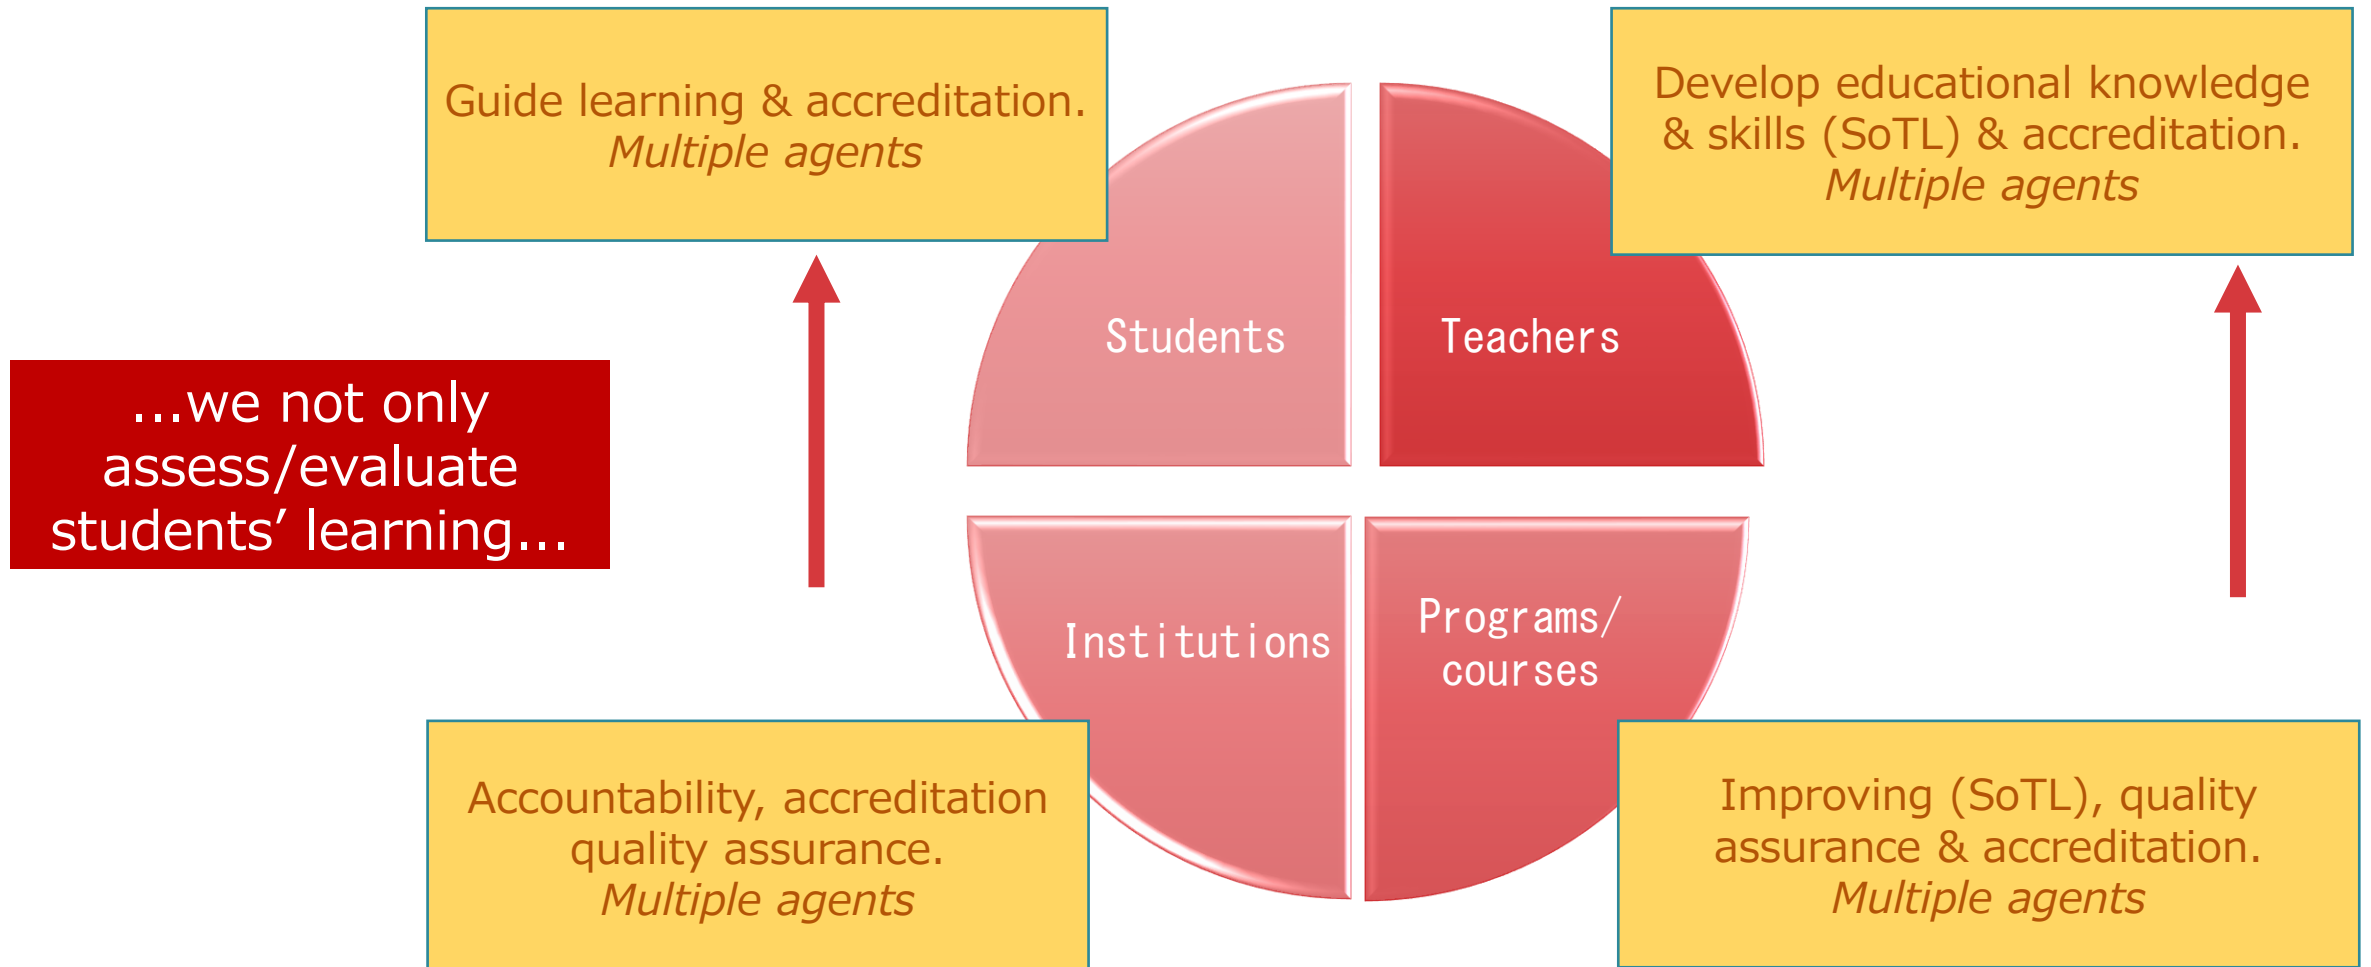 Guide learning & accreditation.
Multiple agents
Develop educational knowledge
& skills (SoTL) & accreditation.
Multiple agents
Students
Teachers
...we not only
assess/evaluate
students’ learning...
Institutions
Programs/
courses
Accountability, accreditation
quality assurance.
Multiple agents
Improving (SoTL), quality
assurance & accreditation.
Multiple agents